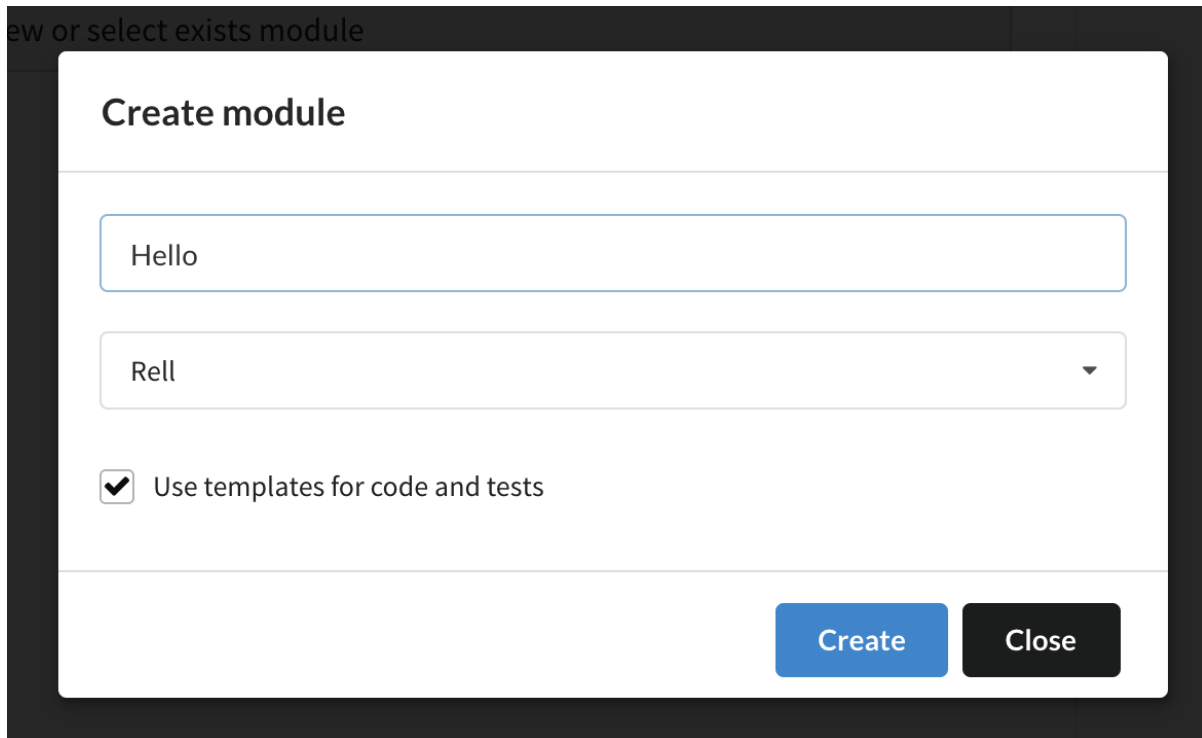 ew or select exists module
Create module
Hello
Rell
Use templates for code and tests
Create
Close